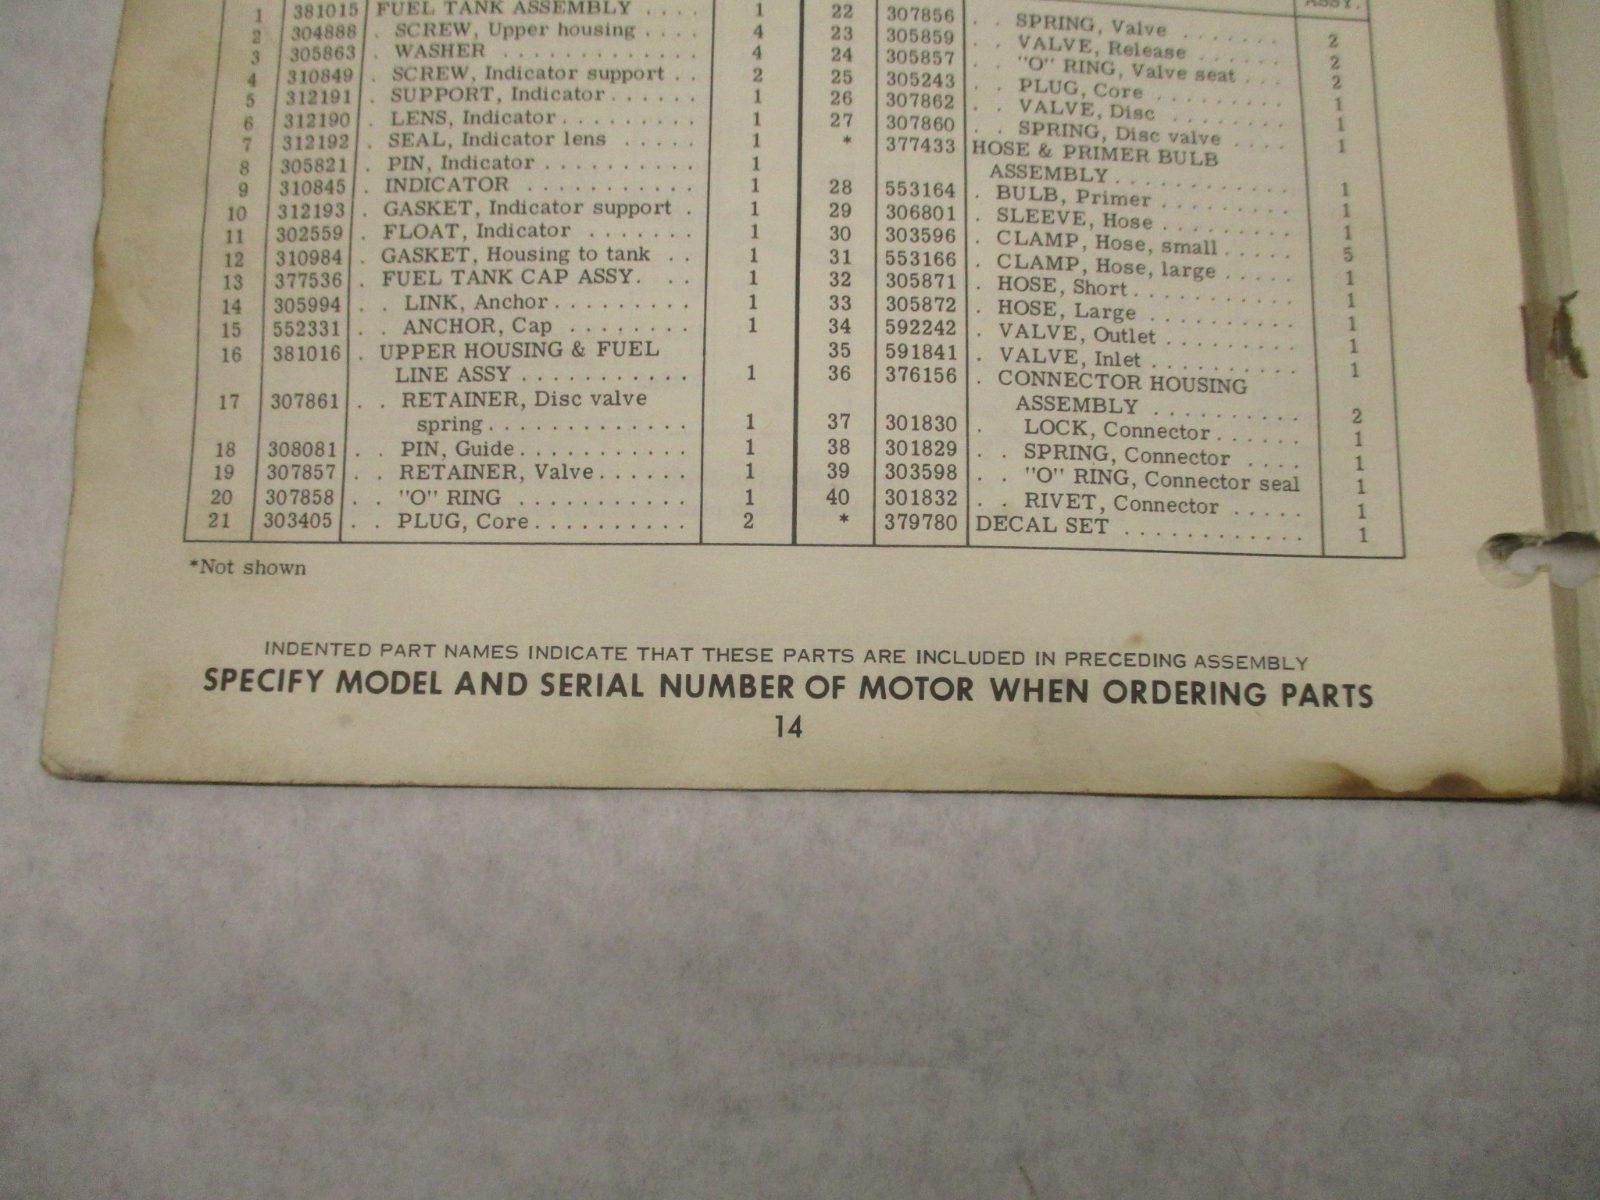 1 381015 FUEL TANK ASSEMBLY . . . . 1
2 304888 . SCREW, Upper housing . . . . 4
3 305863 . WASHER . . . . . . . . . . . . 4
4 310849 . SCREW, Indicator support . . 2
5 312191 . SUPPORT, Indicator . . . . . . 1
6 312190 . LENS, Indicator . . . . . . . . . 1
7 312192 . SEAL, Indicator lens . . . . . 1
8 305821 . PIN, Indicator . . . . . . . . . . 1
9 310845 . INDICATOR . . . . . . . . . . . 1
10 312193 . GASKET, Indicator support . 1
11 302559 . FLOAT, Indicator . . . . . . . 1
12 310984 . GASKET, Housing to tank . . 1
13 377536 . FUEL TANK CAP ASSY. . . 1
14 305994 . . LINK, Anchor . . . . . . . . . 1
15 552331 . . ANCHOR, Cap . . . . . . . . 1
16 381016 . UPPER HOUSING & FUEL
LINE ASSY . . . . . . . . . . . 1
17 307861 . . RETAINER, Disc valve
spring . . . . . . . . . . . . . 1
18 308081 . . PIN, Guide . . . . . . . . . . . 1
19 307857 . . RETAINER, Valve . . . . . . 1
20 307858 . . "O" RING . . . . . . . . . . . 1
21 303405 . . PLUG, Core . . . . . . . . . . 2
ASSY.
22 307856 . . SPRING, Valve . . . . . . . 2
23 305859 . . VALVE, Release . . . . . . 2
24 305857 . . "O" RING, Valve seat . . . 2
25 305243 . . PLUG, Core . . . . . . . . . 1
26 307862 . . VALVE, Disc . . . . . . . . 1
27 307860 . . SPRING, Disc valve . . . . 1
* 377433 HOSE & PRIMER BULB
ASSEMBLY . . . . . . . . . . . . 1
28 553164 . BULB, Primer . . . . . . . . . 1
29 306801 . SLEEVE, Hose . . . . . . . . 1
30 303596 . CLAMP, Hose, small . . . . . 5
31 553166 . CLAMP, Hose, large . . . . . 1
32 305871 . HOSE, Short . . . . . . . . . . . 1
33 305872 . HOSE, Large . . . . . . . . . . 1
34 592242 . VALVE, Outlet . . . . . . . . . 1
35 591841 . VALVE, Inlet . . . . . . . . . . 1
36 376156 . CONNECTOR HOUSING
ASSEMBLY . . . . . . . . . . 2
37 301830 . LOCK, Connector . . . . . . 1
38 301829 . . SPRING, Connector . . . . 1
39 303598 . . "O" RING, Connector seal 1
40 301832 . . RIVET, Connector . . . . . 1
* 379780 DECAL SET . . . . . . . . . . . . 1
*Not shown
INDENTED PART NAMES INDICATE THAT THESE PARTS ARE INCLUDED IN PRECEDING ASSEMBLY
SPECIFY MODEL AND SERIAL NUMBER OF MOTOR WHEN ORDERING PARTS
14